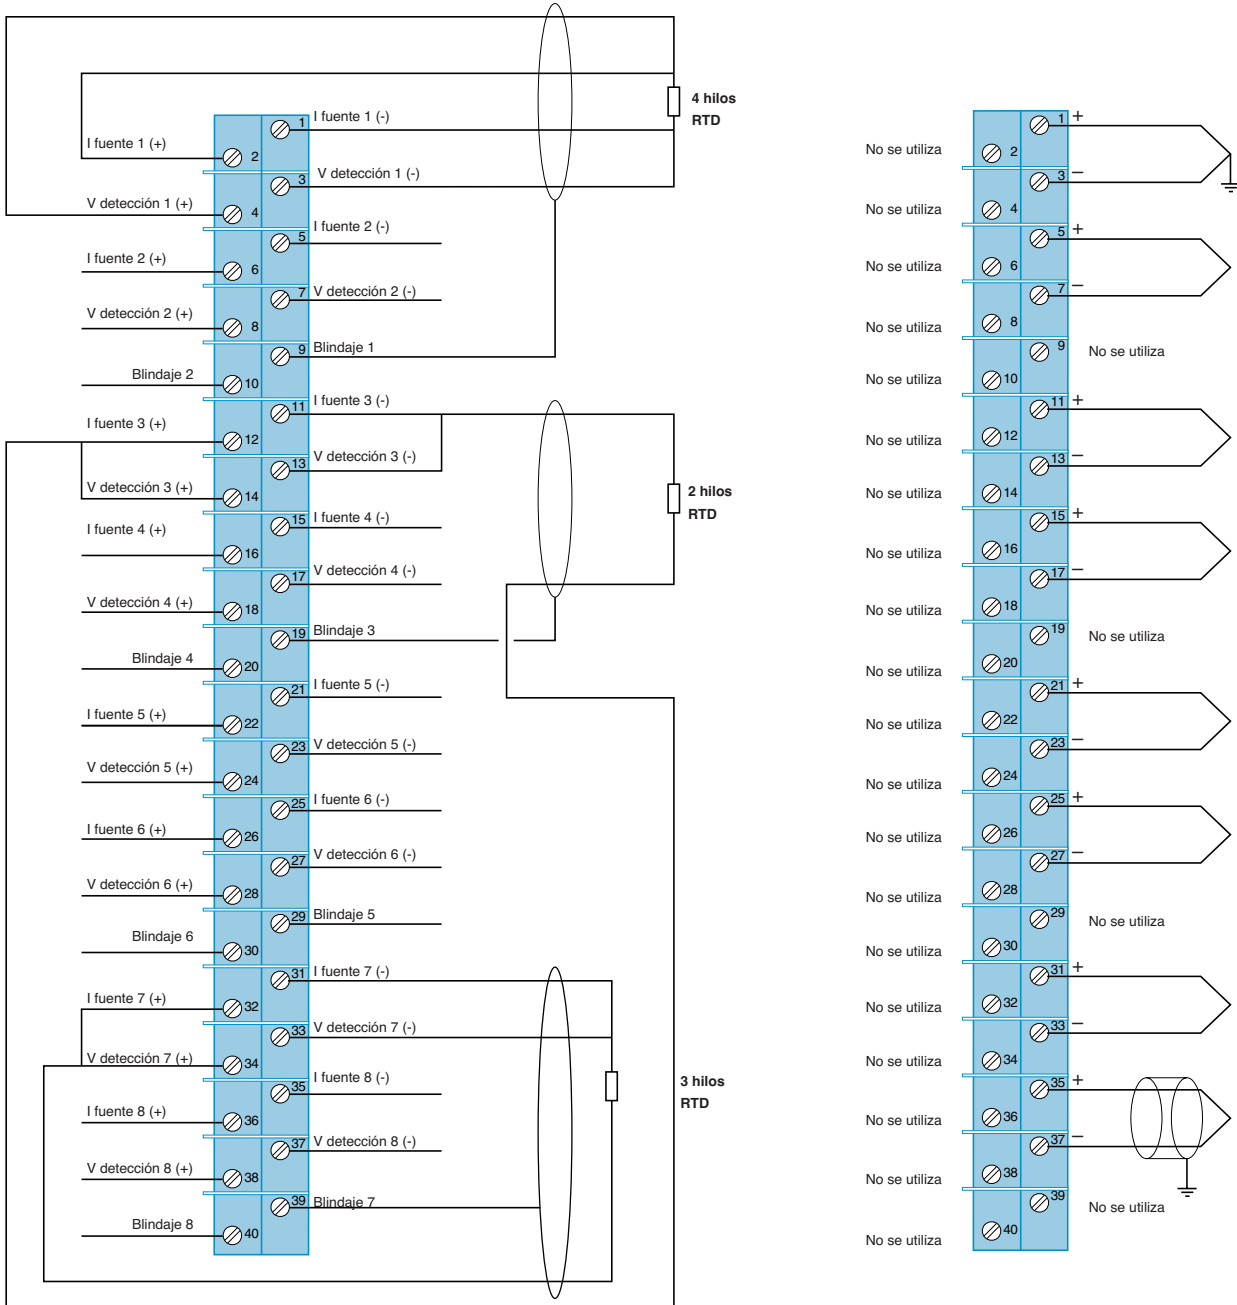 I fuente 1 (-)
1
4 hilos
RTD
I fuente 1 (+)
2
V detección 1 (-)
3
V detección 1 (+)
4
I fuente 2 (-)
5
I fuente 2 (+)
6
V detección 2 (-)
7
V detección 2 (+)
8
Blindaje 1
9
Blindaje 2
10
I fuente 3 (-)
11
I fuente 3 (+)
12
V detección 3 (-)
13
V detección 3 (+)
14
2 hilos
RTD
I fuente 4 (-)
15
I fuente 4 (+)
16
V detección 4 (-)
17
V detección 4 (+)
18
Blindaje 3
19
Blindaje 4
20
I fuente 5 (-)
21
I fuente 5 (+)
22
V detección 5 (-)
23
V detección 5 (+)
24
I fuente 6 (-)
25
I fuente 6 (+)
26
V detección 6 (-)
27
V detección 6 (+)
28
Blindaje 5
29
Blindaje 6
30
I fuente 7 (-)
31
I fuente 7 (+)
32
V detección 7 (-)
33
V detección 7 (+)
34
3 hilos
RTD
I fuente 8 (-)
35
I fuente 8 (+)
36
V detección 8 (-)
37
V detección 8 (+)
38
Blindaje 7
39
Blindaje 8
40
1 +
No se utiliza 2
3 −
No se utiliza 4
5 +
No se utiliza 6
7 −
No se utiliza 8
9 No se utiliza
No se utiliza 10
11 +
No se utiliza 12
13 −
No se utiliza 14
15 +
No se utiliza 16
17 −
No se utiliza 18
19 No se utiliza
No se utiliza 20
21 +
No se utiliza 22
23 −
No se utiliza 24
25 +
No se utiliza 26
27 −
No se utiliza 28
29 No se utiliza
No se utiliza 30
31 +
No se utiliza 32
33 −
No se utiliza 34
35 +
No se utiliza 36
37 −
No se utiliza 38
39 No se utiliza
No se utiliza 40